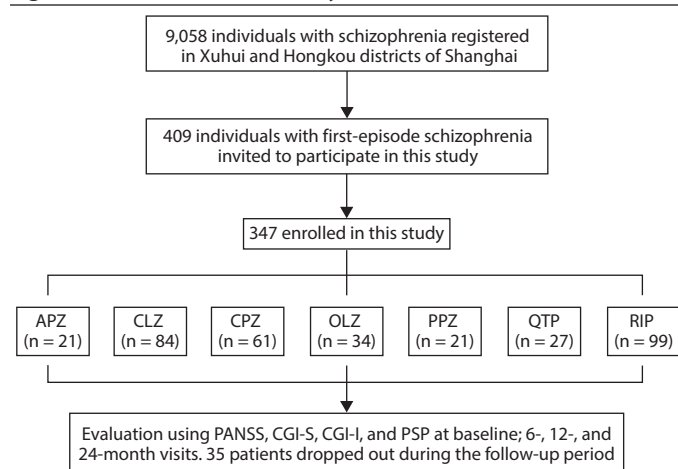 9,058 individuals with schizophrenia registered
in Xuhui and Hongkou districts of Shanghai
409 individuals with first-episode schizophrenia
invited to participate in this study
347 enrolled in this study
APZ
(n = 21)
CLZ
(n = 84)
CPZ
(n = 61)
OLZ
(n = 34)
PPZ
(n = 21)
QTP
(n = 27)
RIP
(n = 99)
Evaluation using PANSS, CGI-S, CGI-I, and PSP at baseline; 6-, 12-, and
24-month visits. 35 patients dropped out during the follow-up period